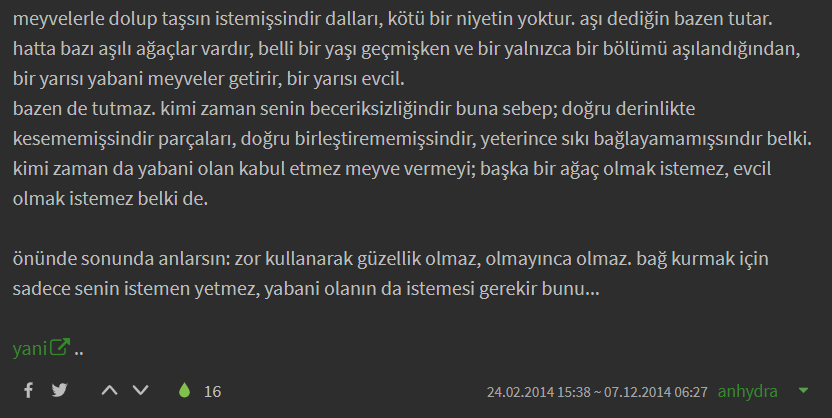 meyvelerle dolup taşsın istemişsindir dalları, kötü bir niyetin yoktur. aşı dediğin bazen tutar.
hatta bazı aşılı ağaçlar vardır, belli bir yaşı geçmişken ve bir yalnızca bir bölümü aşılandığından,
bir yarısı yabani meyveler getirir, bir yarısı evcil.
bazen de tutmaz. kimi zaman senin beceriksizliğindir buna sebep; doğru derinlikte
kesememişsindir parçaları, doğru birleştirememişsindir, yeterince sıkı bağlayamamışsındır belki.
kimi zaman da yabani olan kabul etmez meyve vermeyi; başka bir ağaç olmak istemez, evcil
olmak istemez belki de.
önünde sonunda anlarsın: zor kullanarak güzellik olmaz, olmayınca olmaz. bağ kurmak için
sadece senin istemen yetmez, yabani olanın da istemesi gerekir bunu...
yani ..
16 24.02.2014 15:38 ~ 07.12.2014 06:27 anhydra